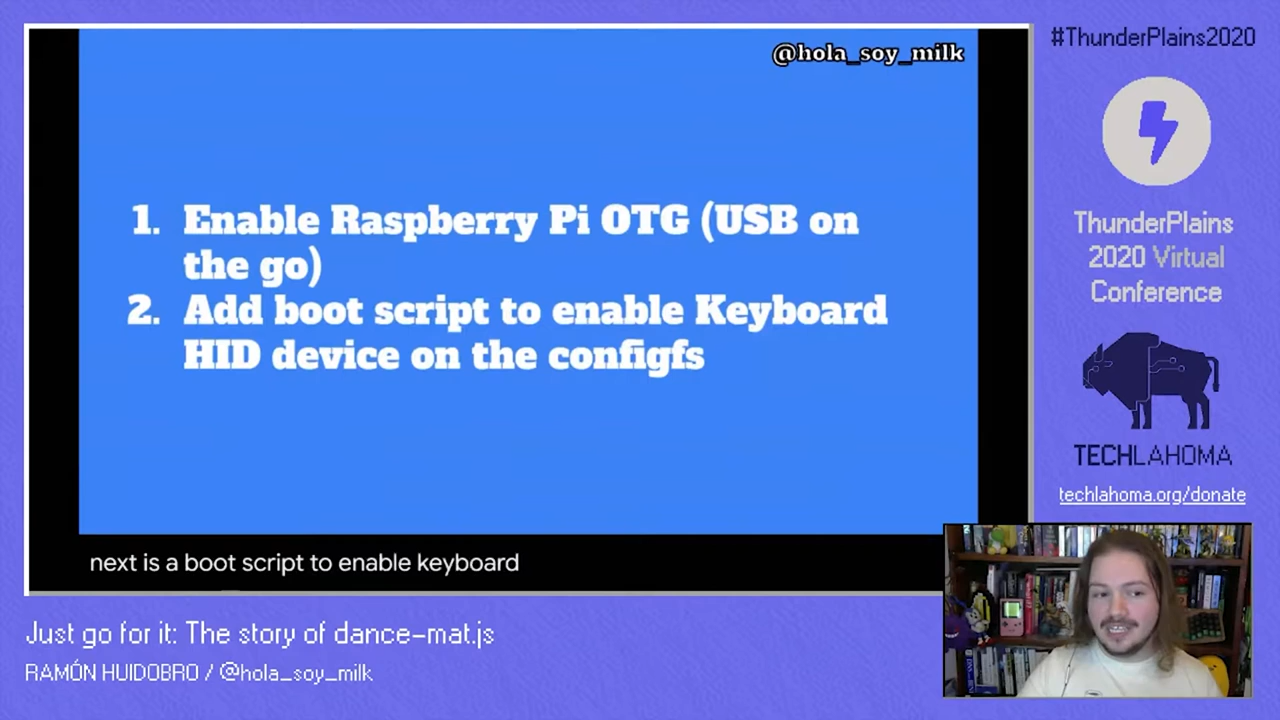 @hola_soy_milk
1. Enable Raspberry Pi OTG (USB on
the go)
2. Add boot script to enable Keyboard
HID device on the configfs
next is a boot script to enable keyboard
#ThunderPlains2020
ThunderPlains
2020 Virtual
Conference
TECHLAHOMA
techlahoma.org/donate
Just go for it: The story of dance-mat.js
RAMÓN HUIDOBRO / @hola_soy_milk